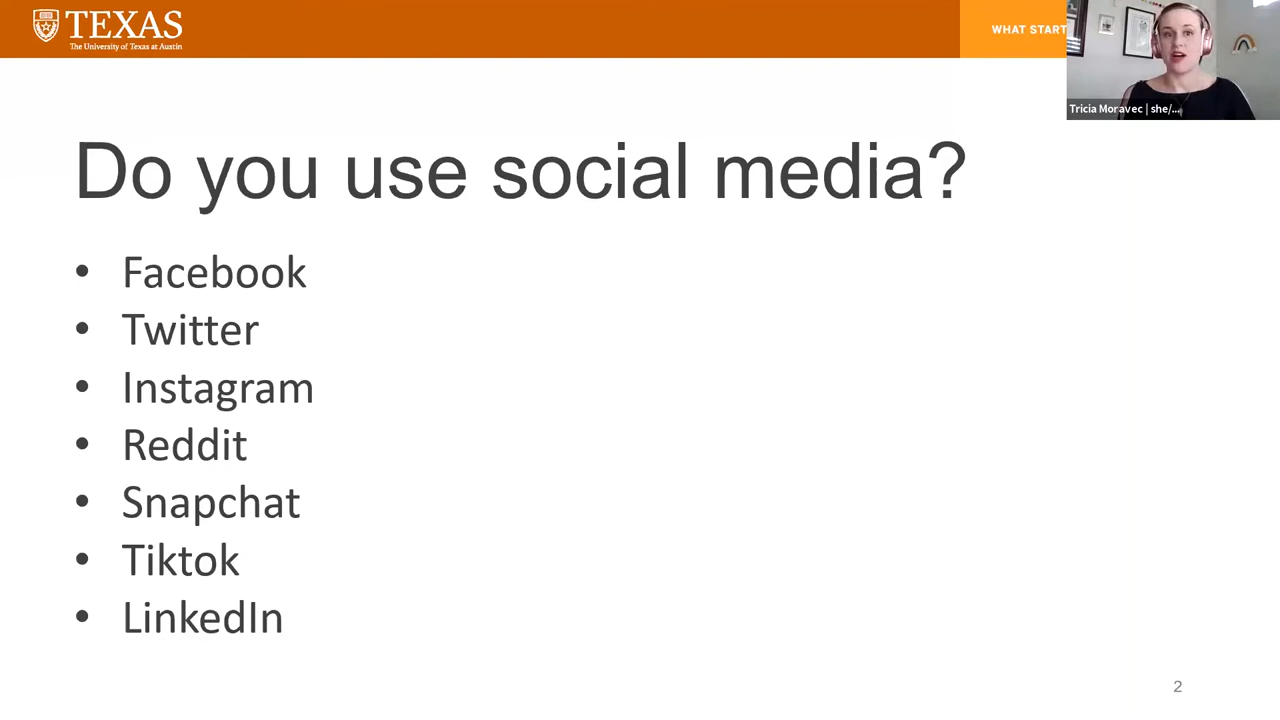 TEXAS
The University of Texas at Austin
WHAT START
Tricia Moravec | she/...
Do you use social media?
• Facebook
• Twitter
• Instagram
• Reddit
• Snapchat
• Tiktok
• LinkedIn
2